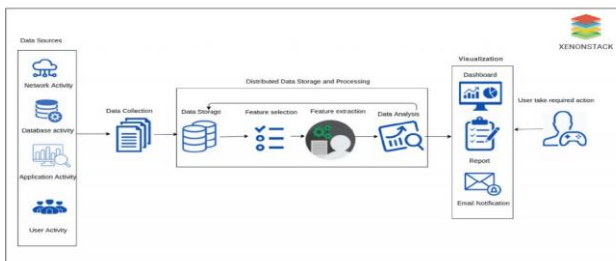 Data Sources
Network Activity
Database activity
Application Activity
User Activity
Data Collection
Distributed Data Storage and Processing
Data Storage
Feature selection
Feature extraction
Data Analysis
Visualization
Dashboard
Report
Email Notification
XENONSTACK
User take required action